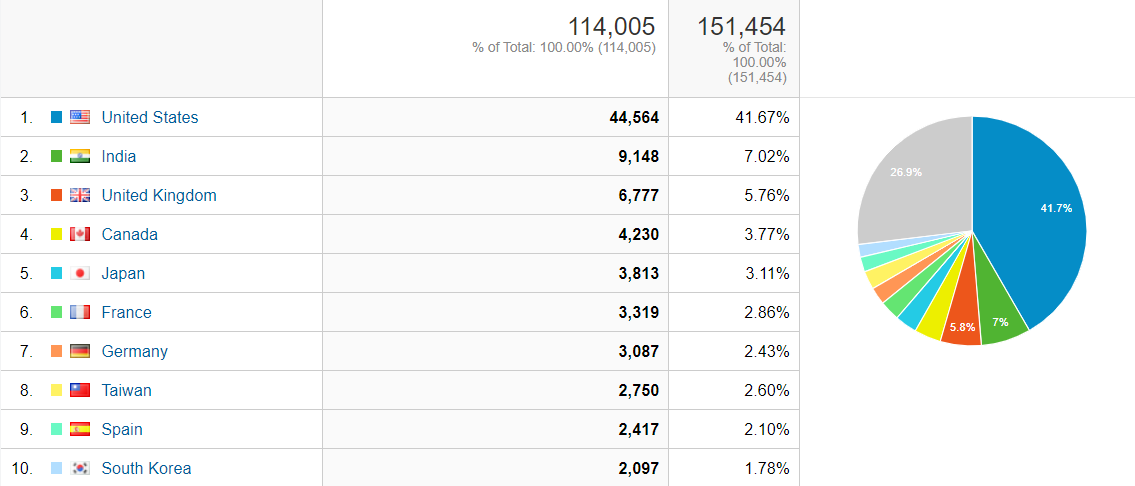 114,005
% of Total: 100.00% (114,005)
151,454
% of Total:
100.00%
(151,454)
1. United States 44,564 41.67%
2. India 9,148 7.02%
3. United Kingdom 6,777 5.76%
4. Canada 4,230 3.77%
5. Japan 3,813 3.11%
6. France 3,319 2.86%
7. Germany 3,087 2.43%
8. Taiwan 2,750 2.60%
9. Spain 2,417 2.10%
10. South Korea 2,097 1.78%
26.9%
41.7%
5.8%
7%